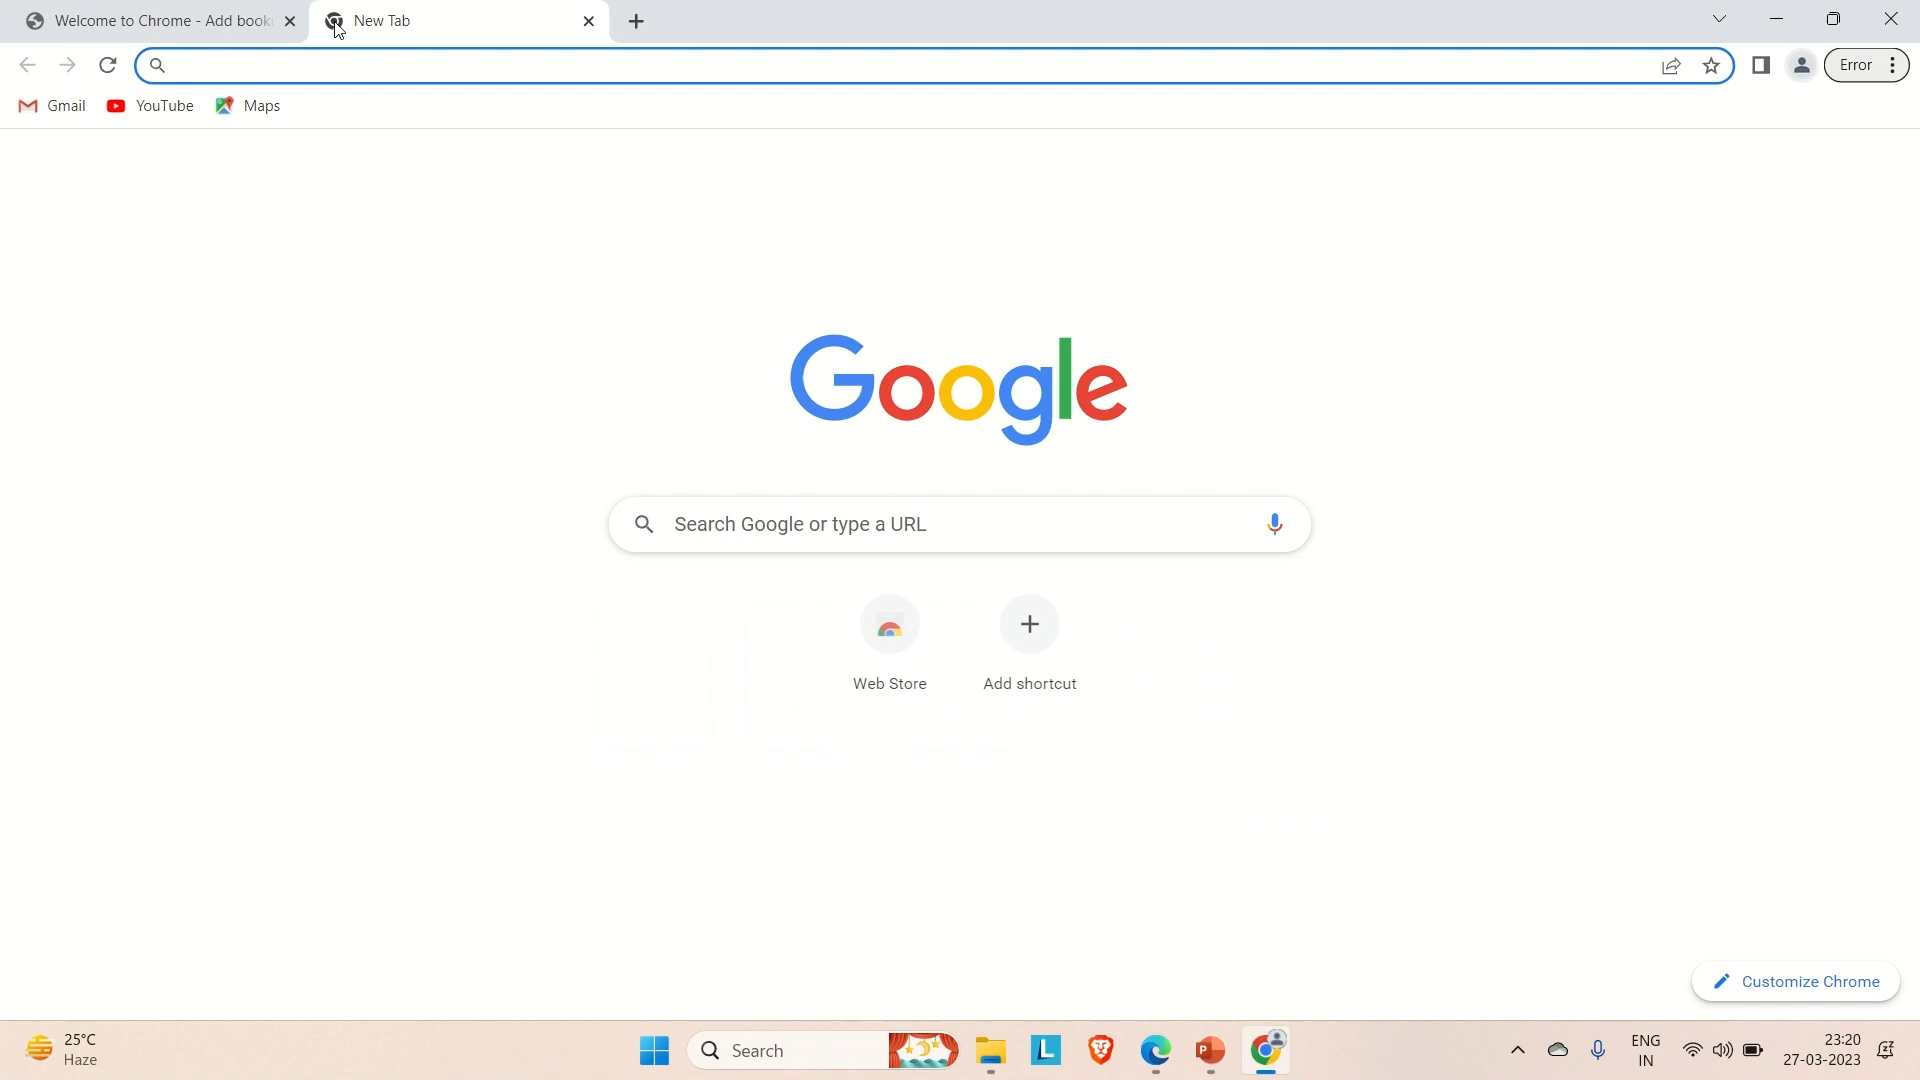 Welcome to Chrome - Add book
New Tab
Error
Gmail
YouTube
Maps
Google
Search Google or type a URL
Web Store
Add shortcut
Customize Chrome
25°C
Haze
Search
L
P
ENG
IN
23:20
27-03-2023